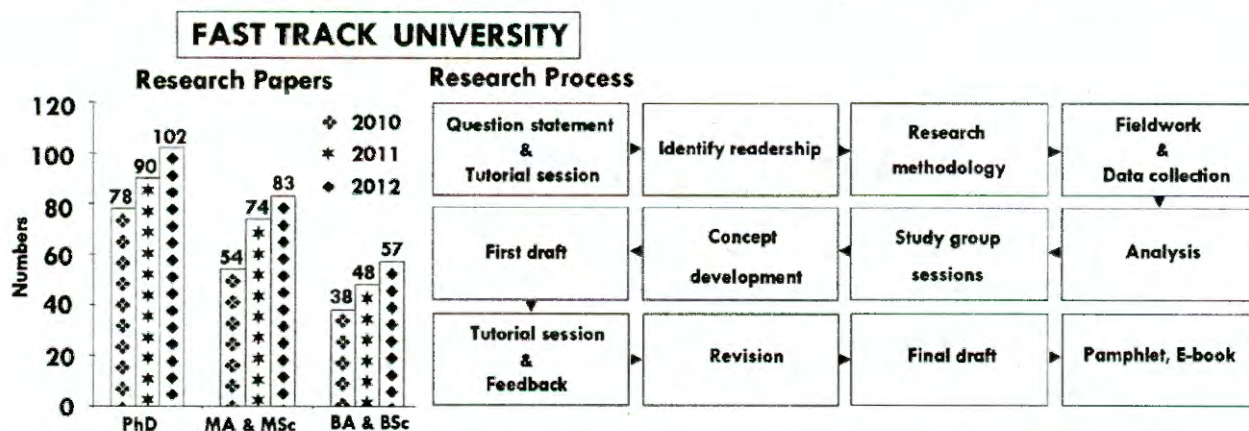 FAST TRACK UNIVERSITY
Research Papers
120
100
80
60
40
20
0
Numbers
2010
2011
2012
78
90
102
54
74
83
38
48
57
PhD
MA & MSc
BA & BSc
Research Process
Question statement
&
Tutorial session
Identify readership
Research
methodology
Fieldwork
&
Data collection
Analysis
Study group
sessions
Concept
development
First draft
Tutorial session
&
Feedback
Revision
Final draft
Pamphlet, E-book